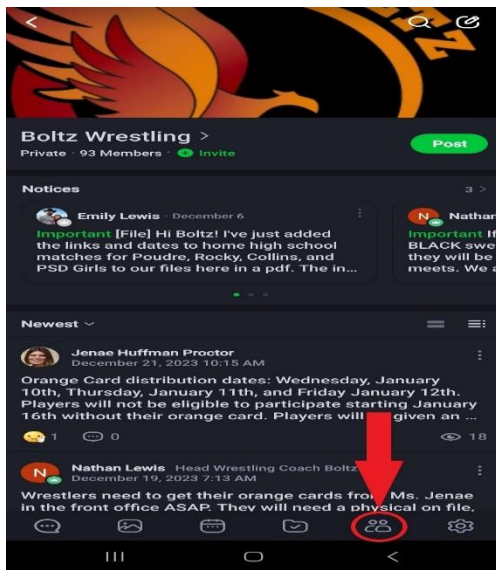 Boltz Wrestling >
Private · 93 Members · Invite
Post
Notices
3 >
Emily Lewis · December 6
Important [File] Hi Boltz! I've just added
the links and dates to home high school
matches for Poudre, Rocky, Collins, and
PSD Girls to our files here in a pdf. The in...
N
Nathan
Important If
BLACK swe
they will be
meets. We
Newest
Jenae Huffman Proctor
December 21, 2023 10:15 AM
Orange Card distribution dates: Wednesday, January
10th, Thursday, January 11th, and Friday January 12th.
Players will not be eligible to participate starting January
16th without their orange card. Players will given an ...
1 0 18
N
Nathan Lewis Head Wrestling Coach Boltz
December 19, 2023 7:13 AM
Wrestlers need to get their orange cards from Ms. Jenae
in the front office ASAP. They will need a physical on file,